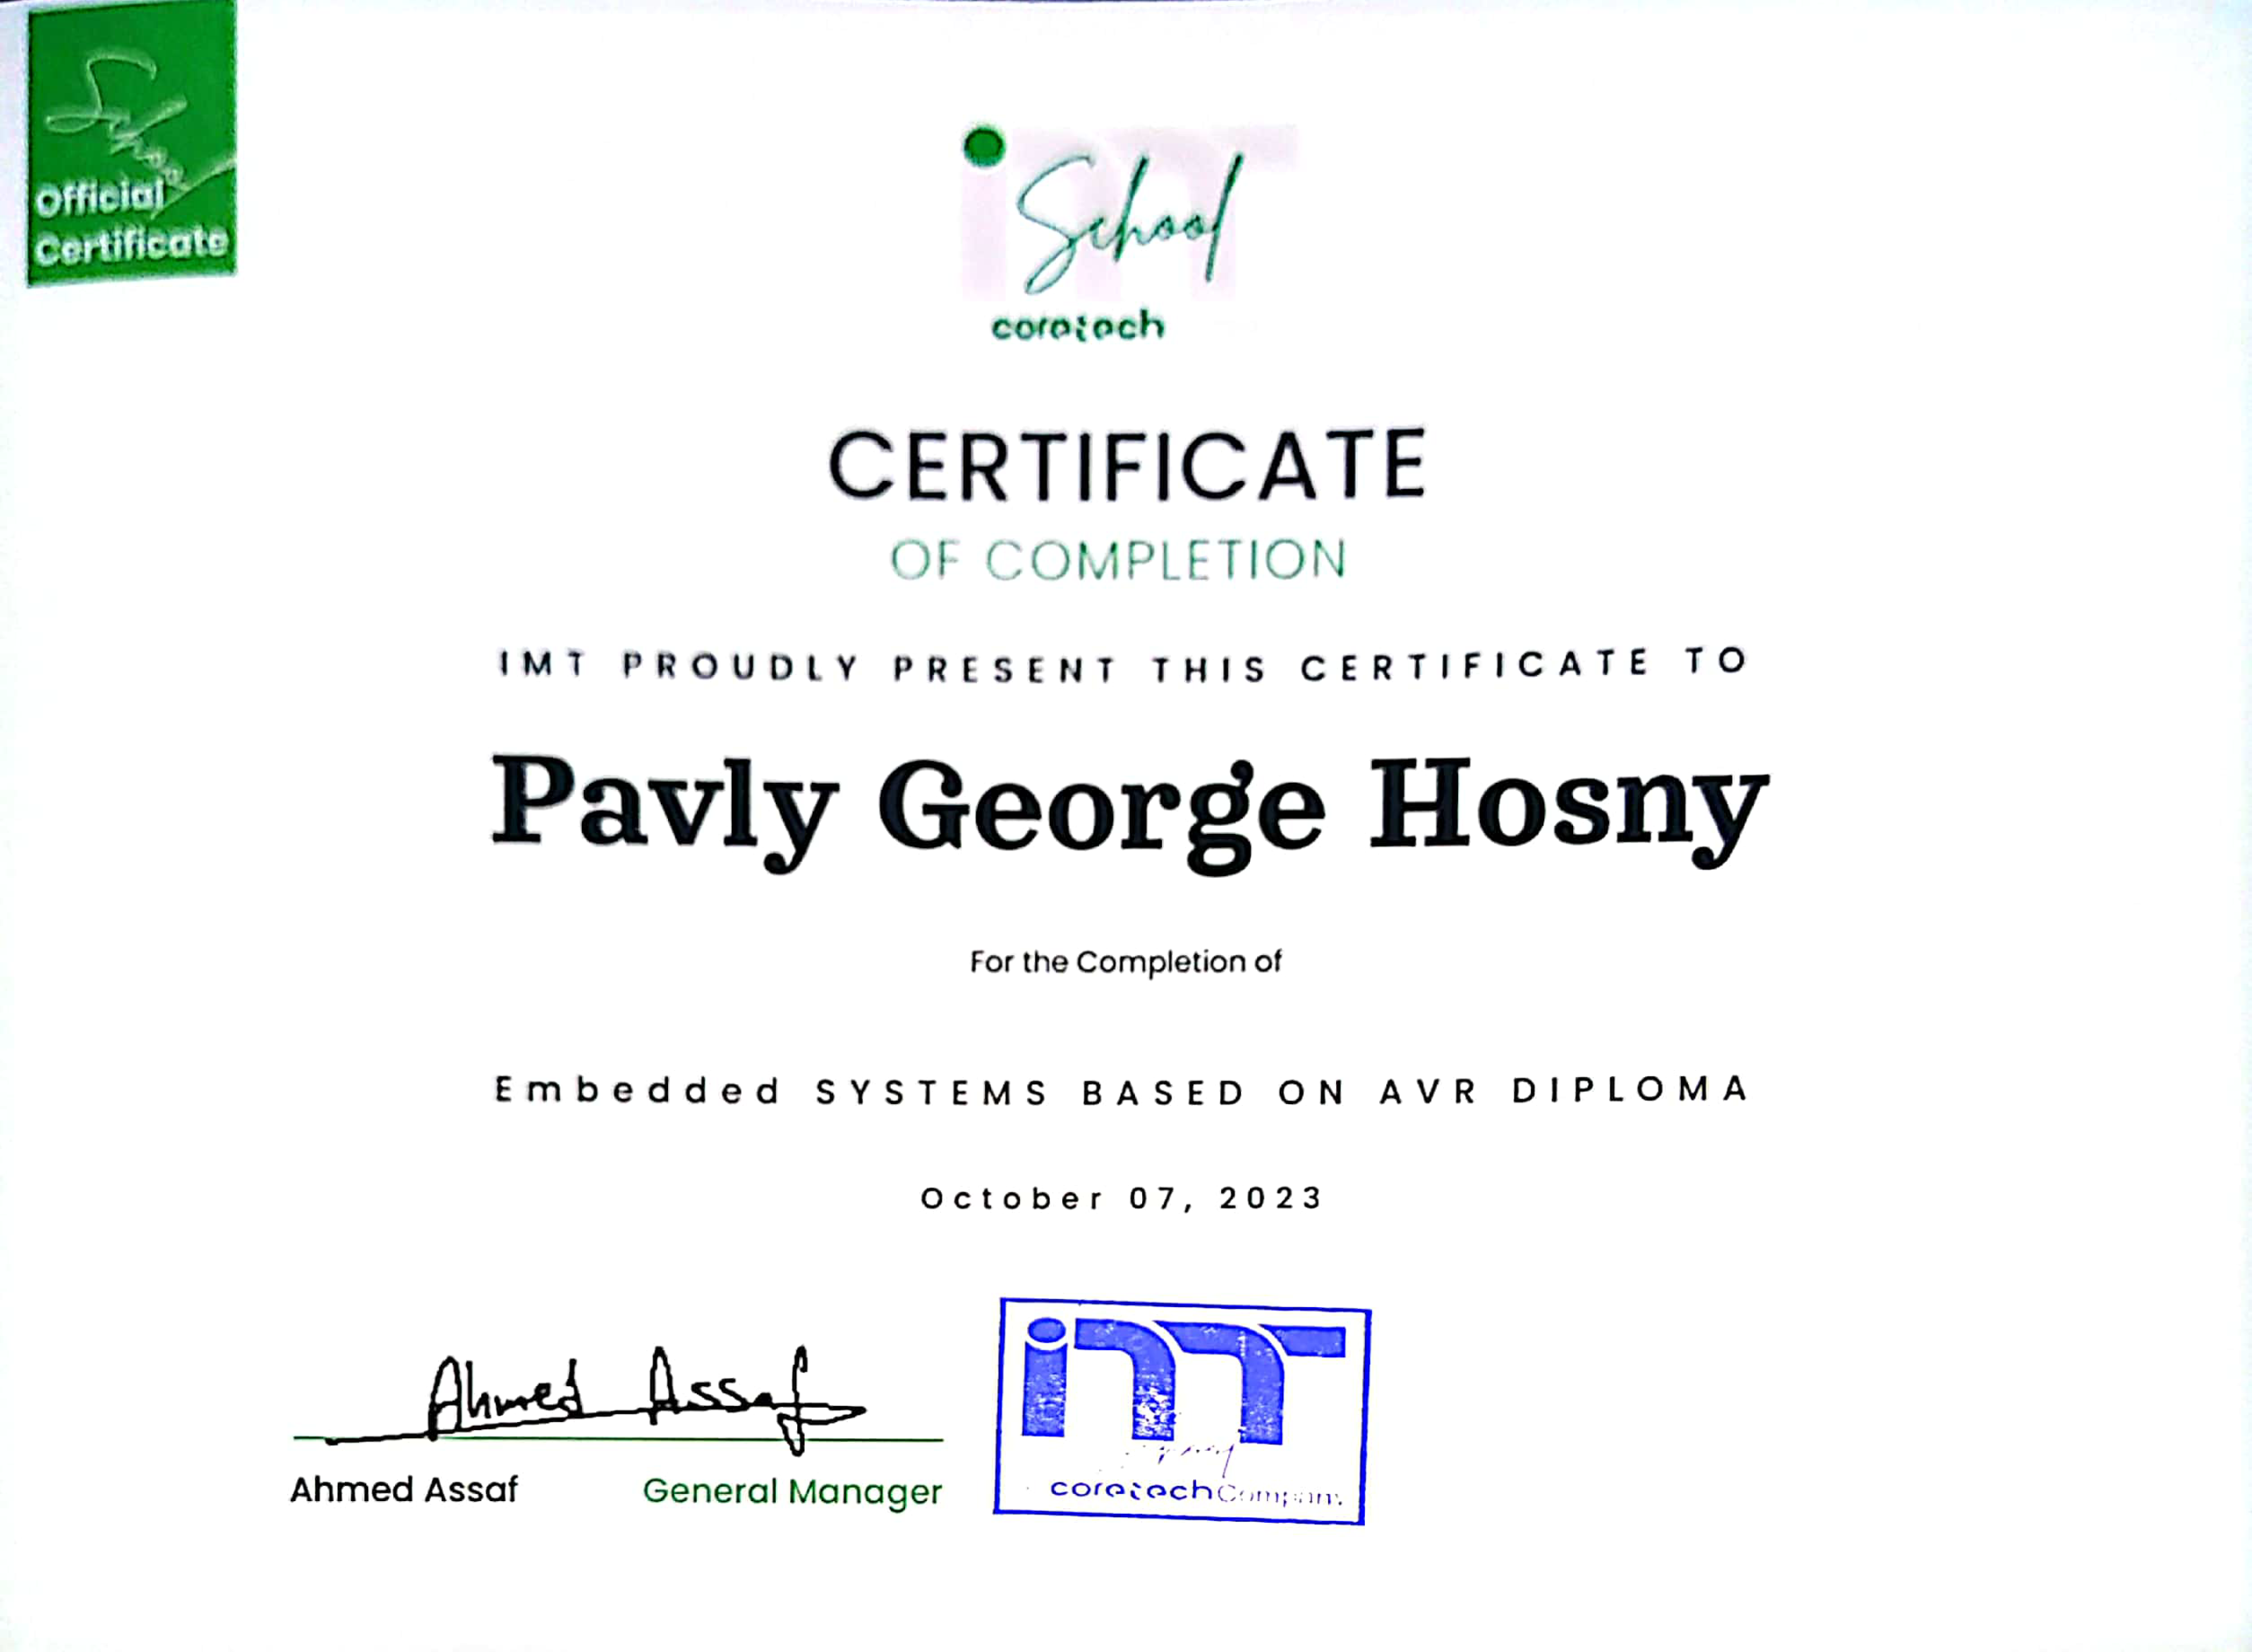 Official
Certificate
School
coretech
CERTIFICATE
OF COMPLETION
IMT PROUDLY PRESENT THIS CERTIFICATE TO
Pavly George Hosny
For the Completion of
Embedded SYSTEMS BASED ON AVR DIPLOMA
October 07, 2023
Ahmed Assaf
Ahmed Assaf General Manager
imt
coretech Company